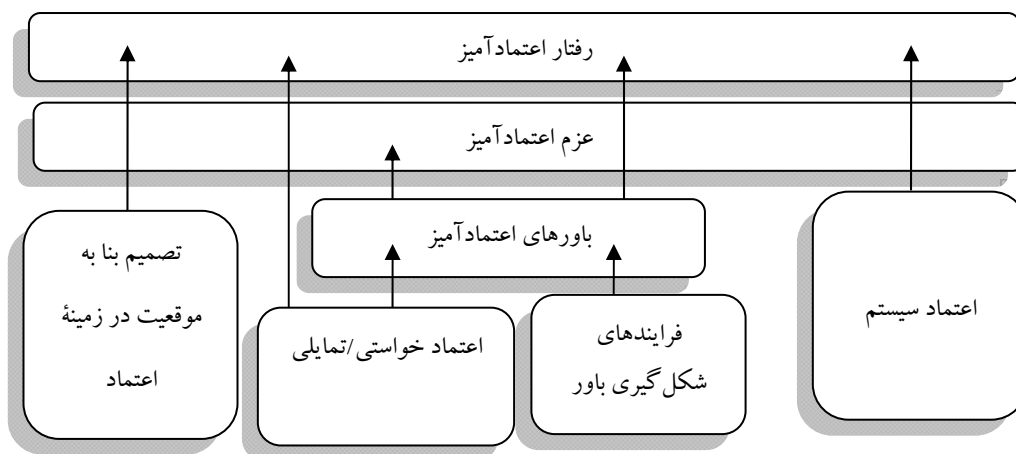 رفتار اعتمادآمیز
عزم اعتمادآمیز
باورهای اعتمادآمیز
اعتماد سیستم
فرایندهای
شکل‌گیری باور
اعتماد خواستی/تمایلی
تصمیم بنا به
موقعیت در زمینهٔ
اعتماد